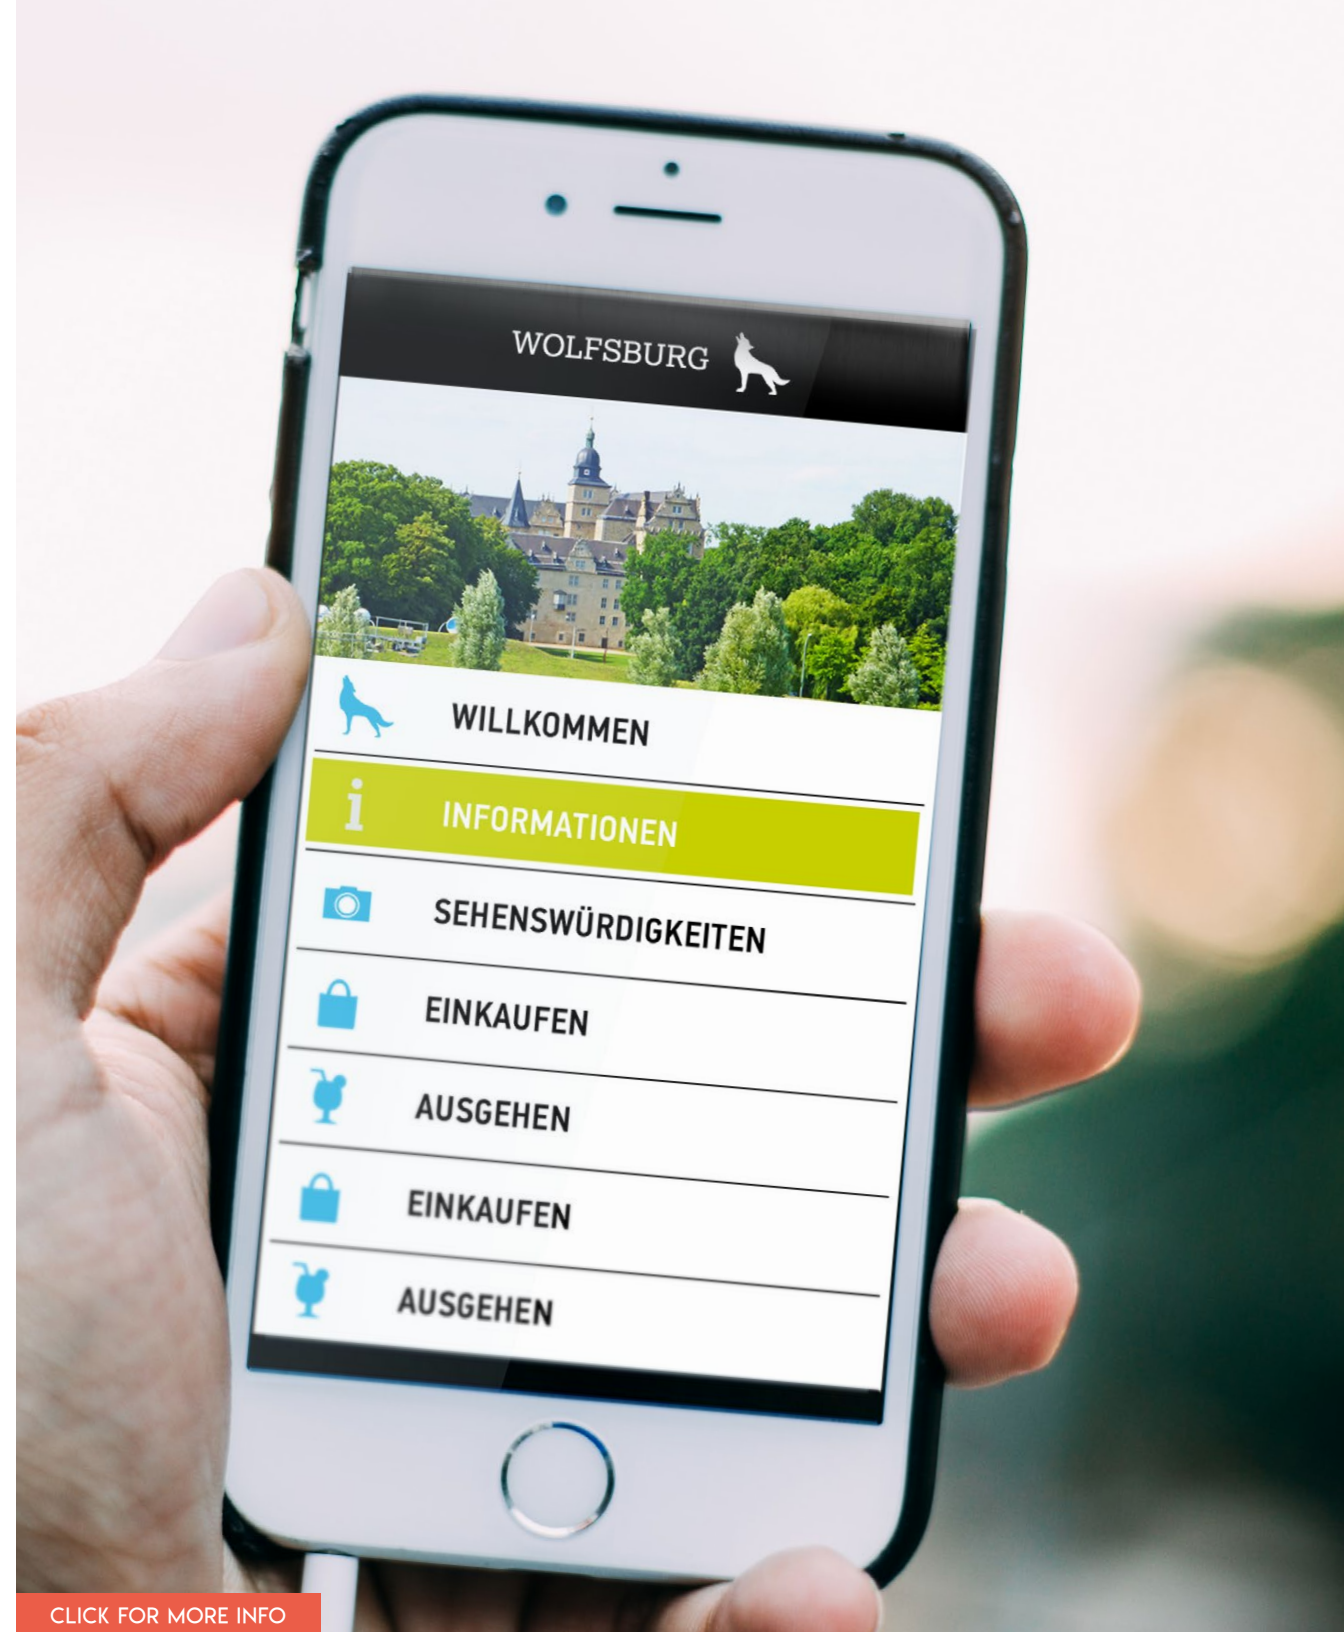 WOLFSBURG
WILLKOMMEN
INFORMATIONEN
SEHENSWÜRDIGKEITEN
EINKAUFEN
AUSGEHEN
EINKAUFEN
AUSGEHEN
CLICK FOR MORE INFO